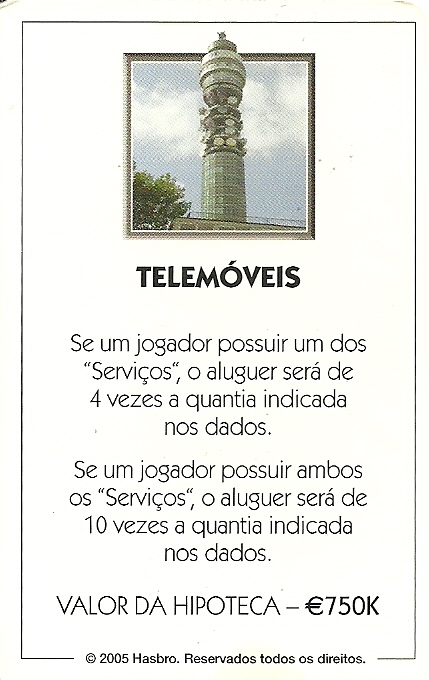 TELEMÓVEIS
Se um jogador possuir um dos
“Serviços“, o aluguer será de
4 vezes a quantia indicada
nos dados.
Se um jogador possuir ambos
os “Serviços“, o aluguer será de
10 vezes a quantia indicada
nos dados.
VALOR DA HIPOTECA – €750K
© 2005 Hasbro. Reservados todos os direitos.